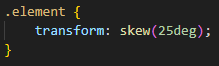 .element {
    transform: skew(25deg);
}